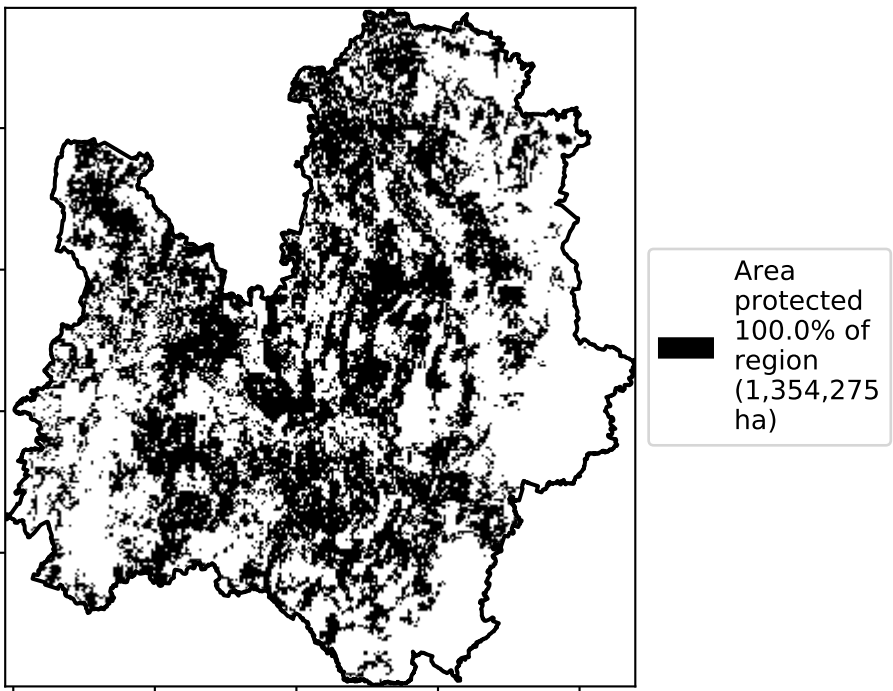 Area
protected
100.0% of
region
(1,354,275
ha)